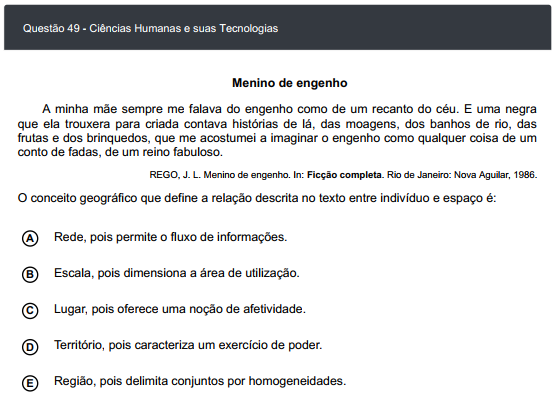 Questão 49 - Ciências Humanas e suas Tecnologias
Menino de engenho
A minha mãe sempre me falava do engenho como de um recanto do céu. E uma negra
que ela trouxera para criada contava histórias de lá, das moagens, dos banhos de rio, das
frutas e dos brinquedos, que me acostumei a imaginar o engenho como qualquer coisa de um
conto de fadas, de um reino fabuloso.
REGO, J. L. Menino de engenho. In: Ficção completa. Rio de Janeiro: Nova Aguilar, 1986.
O conceito geográfico que define a relação descrita no texto entre indivíduo e espaço é:
A Rede, pois permite o fluxo de informações.
B Escala, pois dimensiona a área de utilização.
C Lugar, pois oferece uma noção de afetividade.
D Território, pois caracteriza um exercício de poder.
E Região, pois delimita conjuntos por homogeneidades.